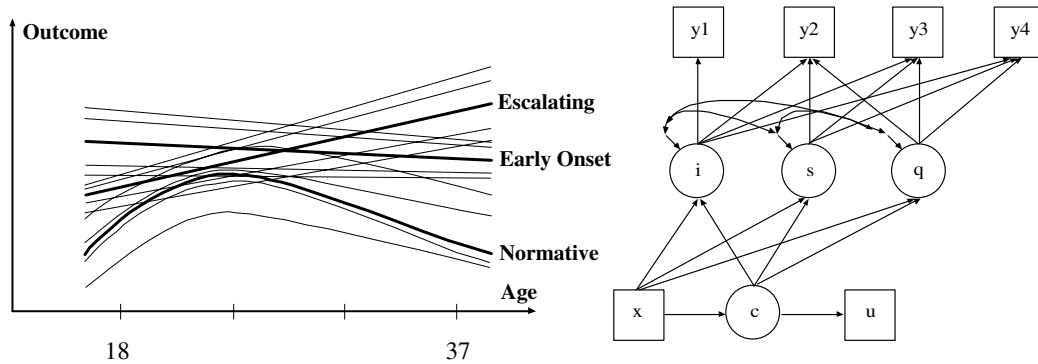 Outcome
Escalating
Early Onset
Normative
Age
18 37
y1 y2 y3 y4
i s q
x c u